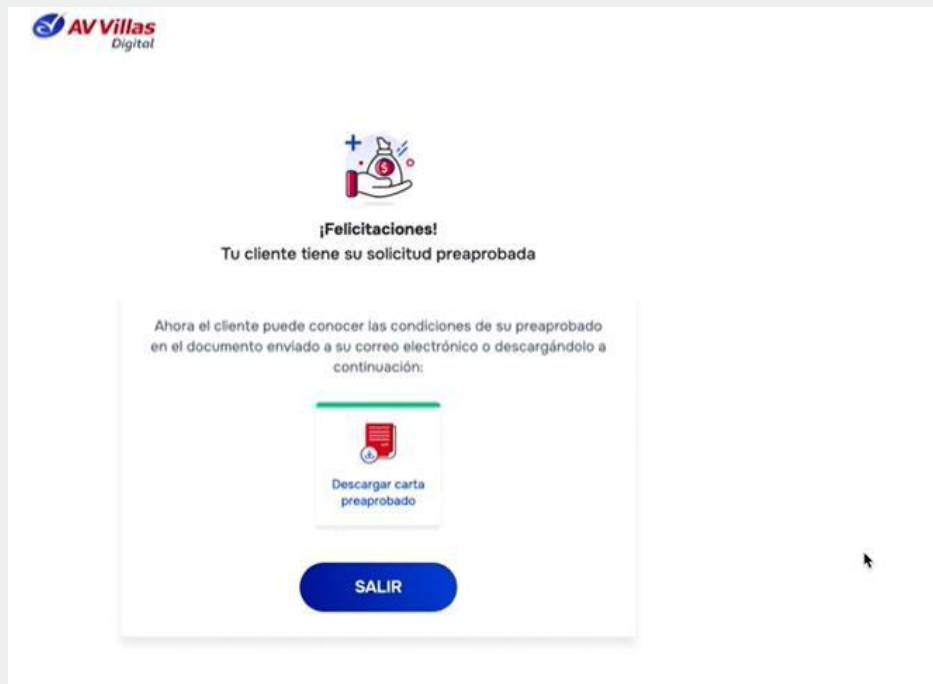 AV Villas
Digital
¡Felicitaciones!
Tu cliente tiene su solicitud preaprobada
Ahora el cliente puede conocer las condiciones de su preaprobado
en el documento enviado a su correo electrónico o descargándolo a
continuación:
Descargar carta
preaprobado
SALIR